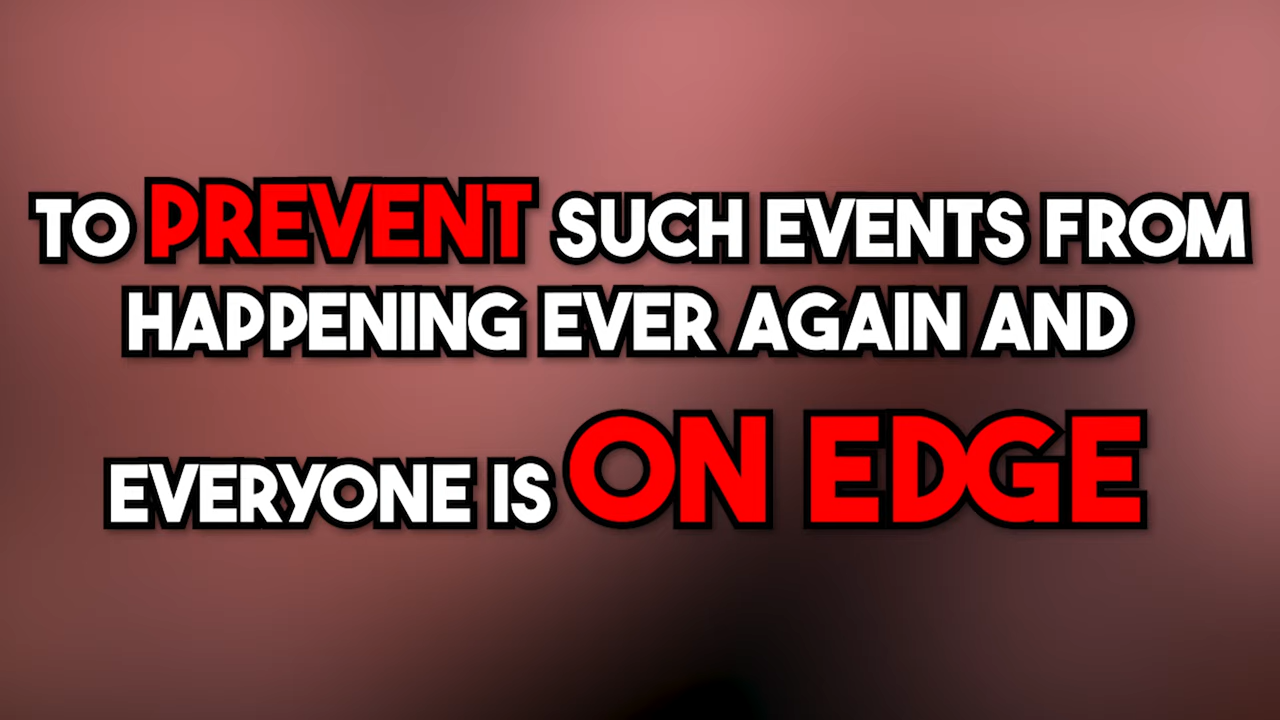 TO PREVENT SUCH EVENTS FROM
HAPPENING EVER AGAIN AND
EVERYONE IS ON EDGE